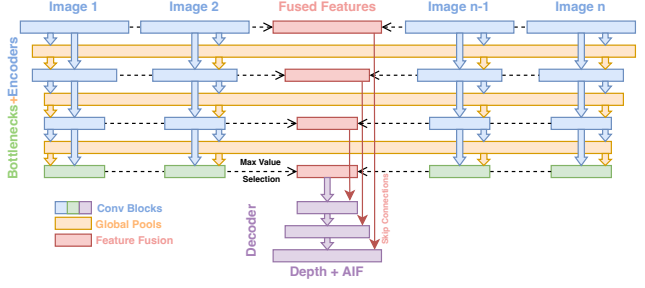 Image 1
Image 2
Fused Features
Image n-1
Image n
Bottlenecks+Encoders
Max Value
Selection
Skip Connections
Decoder
Conv Blocks
Global Pools
Feature Fusion
Depth + AIF